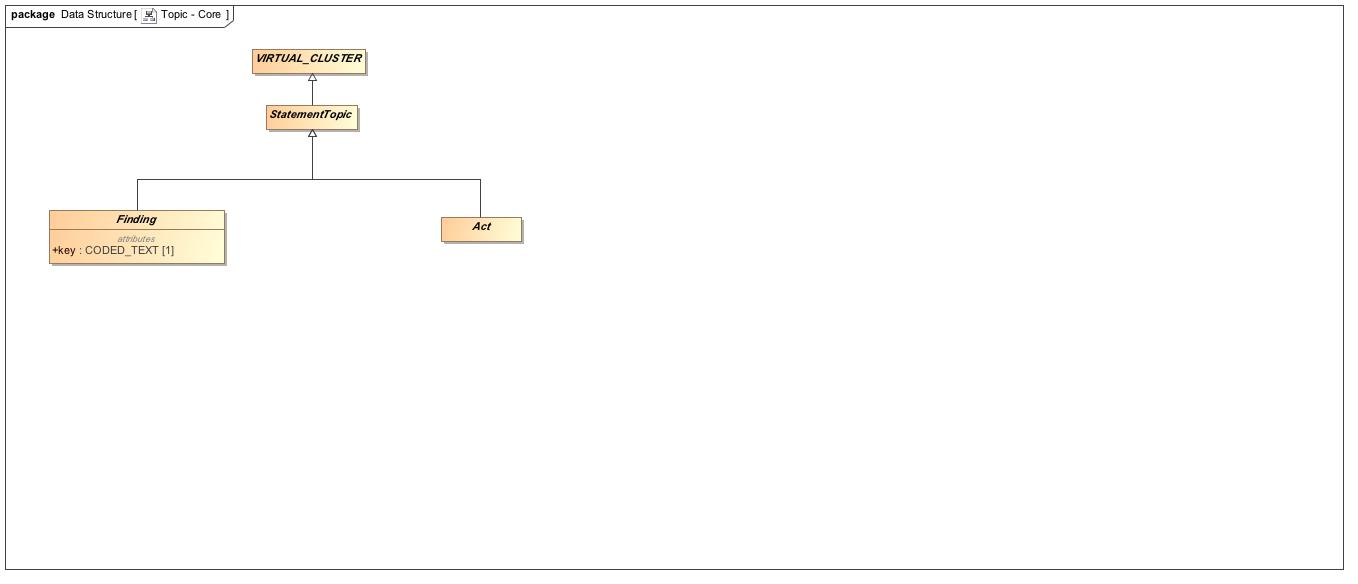 package Data Structure [ Topic - Core ]
VIRTUAL_CLUSTER
StatementTopic
Finding
attributes
+key : CODED_TEXT [1]
Act